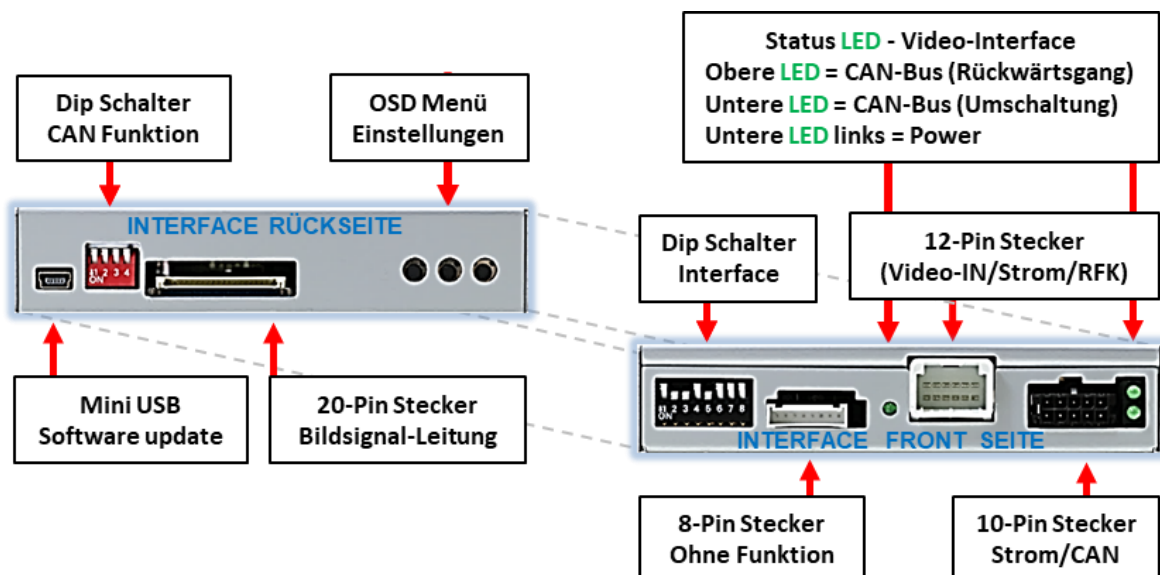 Status LED - Video-Interface
Obere LED = CAN-Bus (Rückwärtsgang)
Untere LED = CAN-Bus (Umschaltung)
Untere LED links = Power
Dip Schalter
CAN Funktion
OSD Menü
Einstellungen
INTERFACE RÜCKSEITE
1 2 3 4
ON
Dip Schalter
Interface
12-Pin Stecker
(Video-IN/Strom/RFK)
Mini USB
Software update
20-Pin Stecker
Bildsignal-Leitung
1 2 3 4 5 6 7 8
ON
INTERFACE FRONT SEITE
8-Pin Stecker
Ohne Funktion
10-Pin Stecker
Strom/CAN